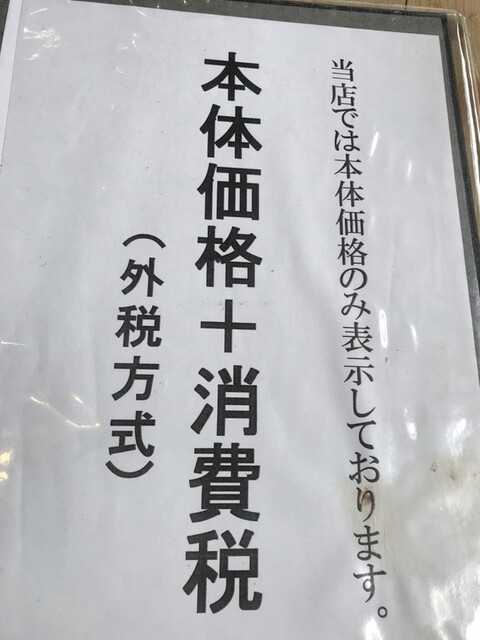 当店では本体価格のみ表示しております。
本体価格＋消費税
（外税方式）